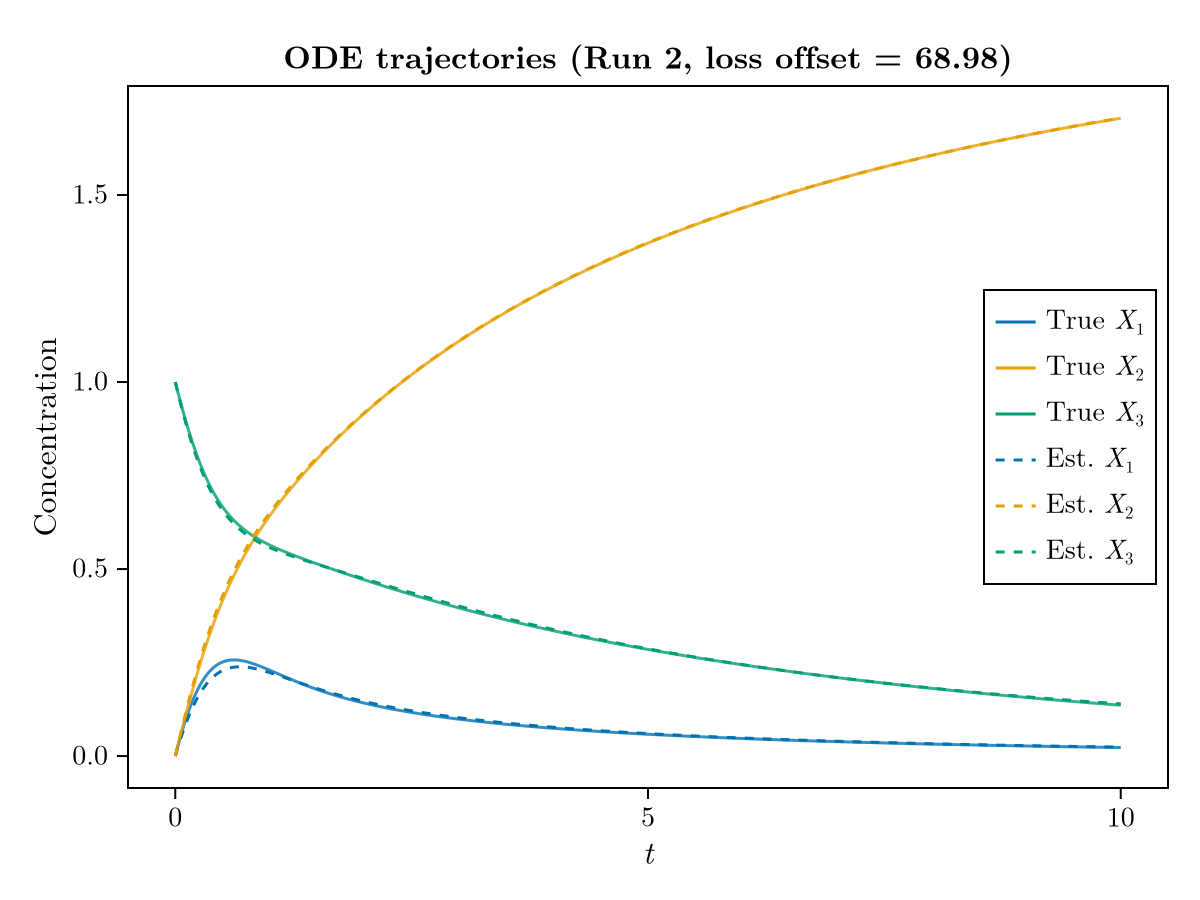 ODE trajectories (Run 2, loss offset = 68.98)
Concentration
1.5
1.0
0.5
0.0
0
5
10
t
True X₁
True X₂
True X₃
Est. X₁
Est. X₂
Est. X₃